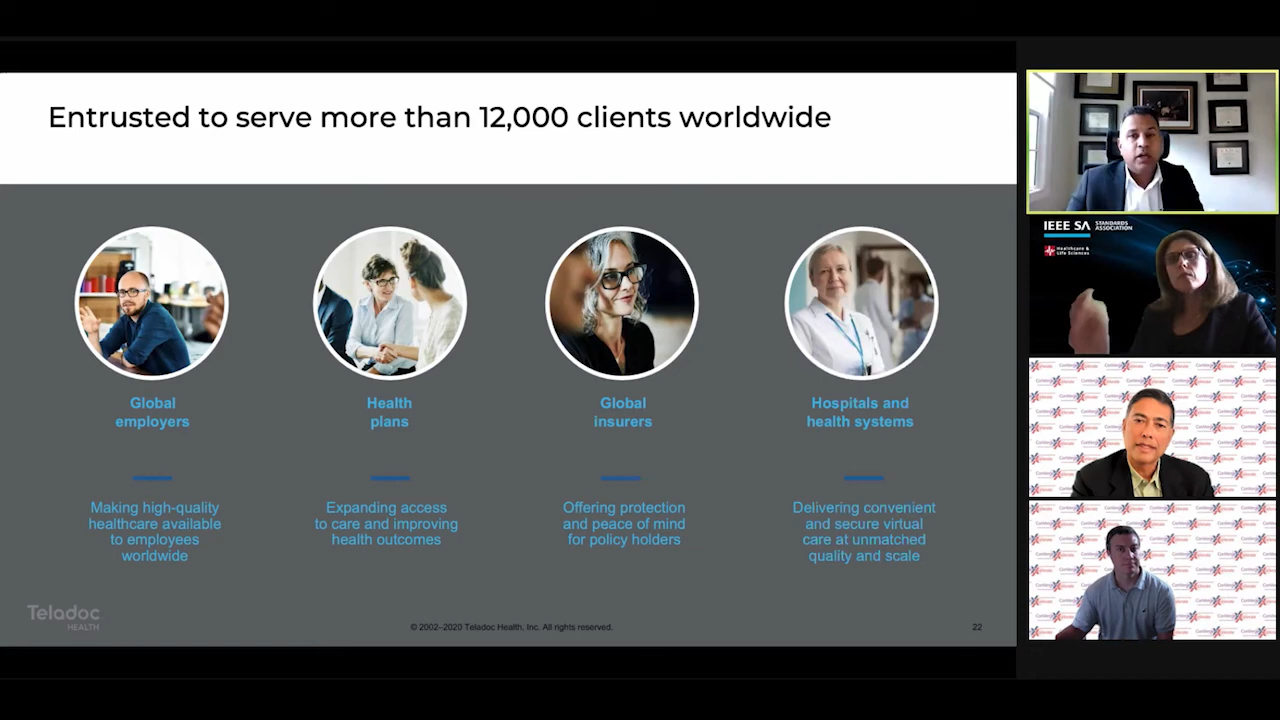 Entrusted to serve more than 12,000 clients worldwide
Global
employers
Making high-quality
healthcare available
to employees
worldwide
Health
plans
Expanding access
to care and improving
health outcomes
Global
insurers
Offering protection
and peace of mind
for policy holders
Hospitals and
health systems
Delivering convenient
and secure virtual
care at unmatched
quality and scale
Teladoc
HEALTH
© 2002–2020 Teladoc Health, Inc. All rights reserved.
22
IEEE SA
STANDARDS
ASSOCIATION
Healthcare &
Life Sciences